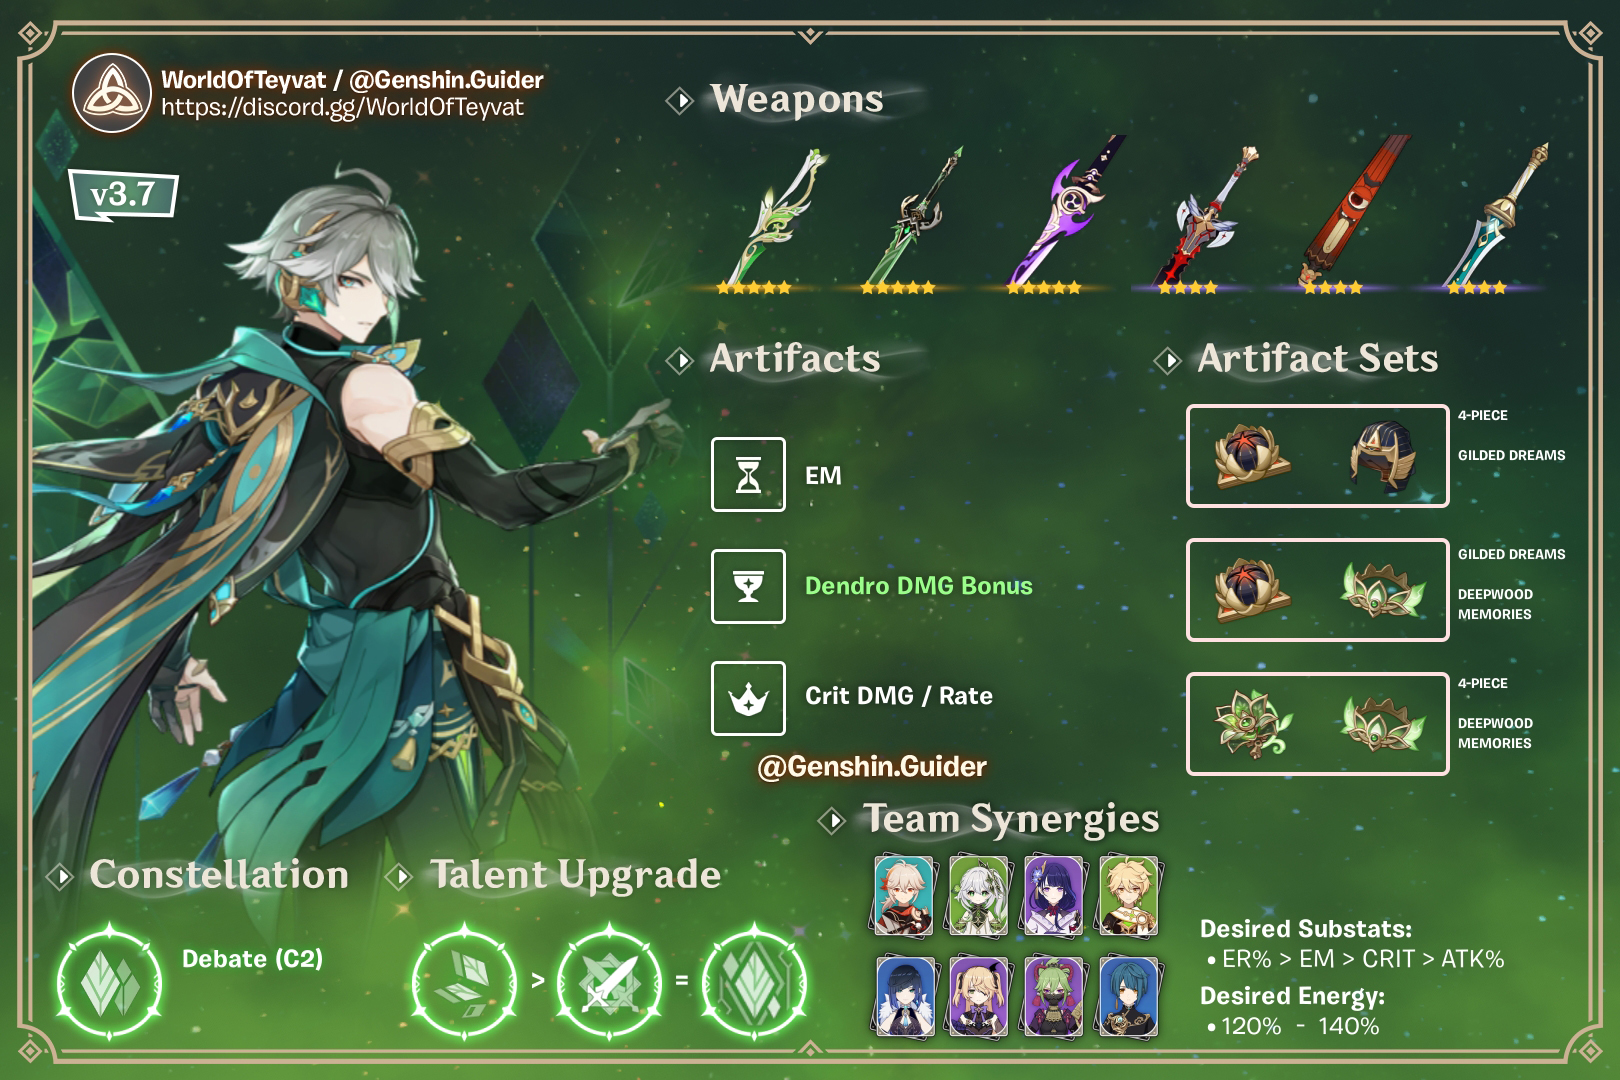 WorldOfTeyvat / @Genshin.Guider
https://discord.gg/WorldOfTeyvat
v3.7
Weapons
Artifacts
EM
Dendro DMG Bonus
Crit DMG / Rate
@Genshin.Guider
Artifact Sets
4-PIECE
GILDED DREAMS
GILDED DREAMS
DEEPWOOD
MEMORIES
4-PIECE
DEEPWOOD
MEMORIES
Constellation
Debate (C2)
Talent Upgrade
> =
Team Synergies
Desired Substats:
• ER% > EM > CRIT > ATK%
Desired Energy:
• 120% - 140%